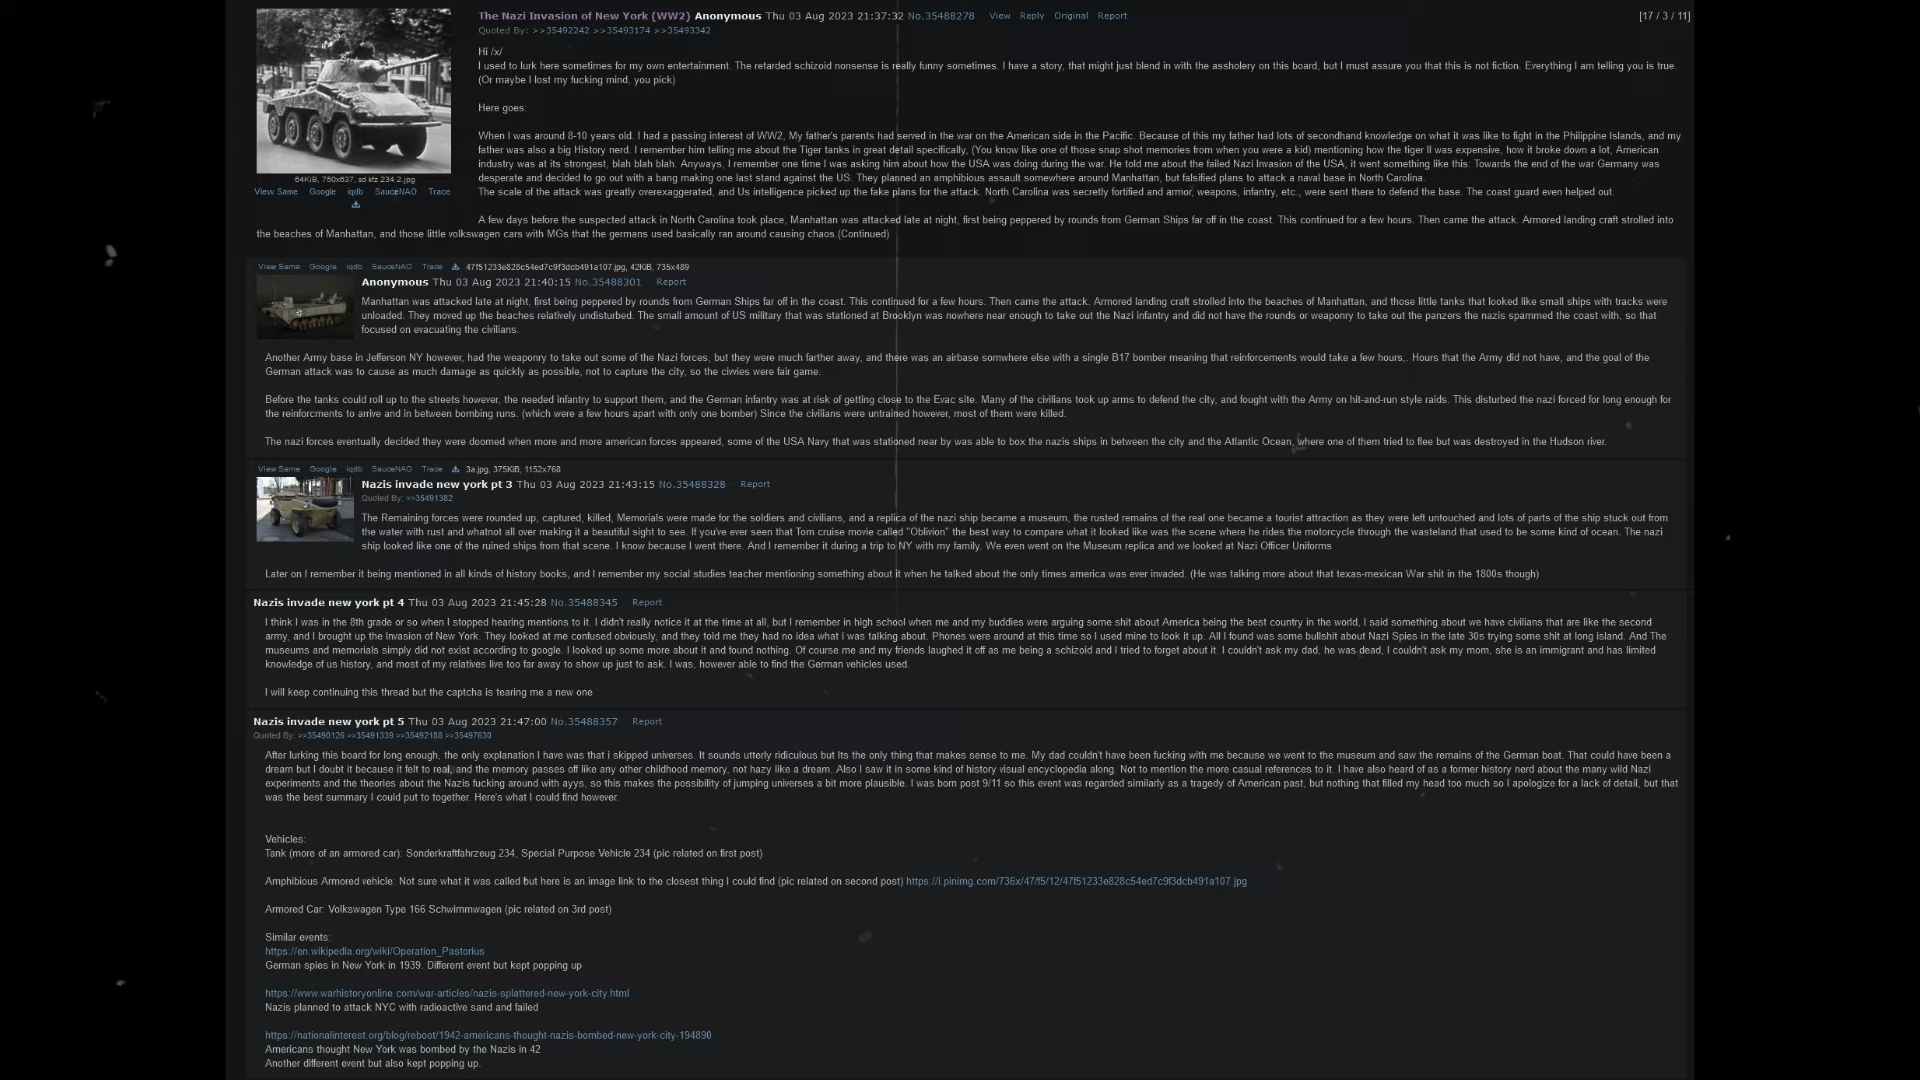 The Nazi Invasion of New York (WW2) Anonymous Thu 03 Aug 2023 21:37:32 No.35488278 View Reply Original Report [17 / 3 / 11]
Quoted By: >>35492242 >>35493174 >>35493342
Hi /x/
I used to lurk here sometimes for my own entertainment. The retarded schizoid nonsense is really funny sometimes. I have a story, that might just blend in with the assholery on this board, but I must assure you that this is not fiction. Everything I am telling you is true.
(Or maybe I lost my fucking mind, you pick)
Here goes:
When I was around 8-10 years old. I had a passing interest of WW2, My father's parents had served in the war on the American side in the Pacific. Because of this my father had lots of secondhand knowledge on what it was like to fight in the Philippine Islands, and my
father was also a big History nerd. I remember him telling me about the Tiger tanks in great detail specifically, (You know like one of those snap shot memories from when you were a kid) mentioning how the tiger II was expensive, how it broke down a lot, American
industry was at its strongest, blah blah blah. Anyways, I remember one time I was asking him about how the USA was doing during the war. He told me about the failed Nazi Invasion of the USA, it went something like this: Towards the end of the war Germany was
desperate and decided to go out with a bang making one last stand against the US. They planned an amphibious assault somewhere around Manhattan, but falsified plans to attack a naval base in North Carolina.
The scale of the attack was greatly overexaggerated, and Us intelligence picked up the fake plans for the attack. North Carolina was secretly fortified and armor, weapons, infantry, etc., were sent there to defend the base. The coast guard even helped out.
64KiB, 750x637, sd kfz 234 2.jpg
View Same Google iqdb SauceNAO Trace
A few days before the suspected attack in North Carolina took place, Manhattan was attacked late at night, first being peppered by rounds from German Ships far off in the coast. This continued for a few hours. Then came the attack. Armored landing craft strolled into
the beaches of Manhattan, and those little volkswagen cars with MGs that the germans used basically ran around causing chaos.(Continued)
View Same Google iqdb SauceNAO Trace 47f51233e828c54ed7c9f3dcb491a107.jpg, 42KiB, 735x489
Anonymous Thu 03 Aug 2023 21:40:15 No.35488301 Report
Manhattan was attacked late at night, first being peppered by rounds from German Ships far off in the coast. This continued for a few hours. Then came the attack. Armored landing craft strolled into the beaches of Manhattan, and those little tanks that looked like small ships with tracks were
unloaded. They moved up the beaches relatively undisturbed. The small amount of US military that was stationed at Brooklyn was nowhere near enough to take out the Nazi infantry and did not have the rounds or weaponry to take out the panzers the nazis spammed the coast with, so that
focused on evacuating the civilians.
Another Army base in Jefferson NY however, had the weaponry to take out some of the Nazi forces, but they were much farther away, and there was an airbase somwhere else with a single B17 bomber meaning that reinforcements would take a few hours,. Hours that the Army did not have, and the goal of the
German attack was to cause as much damage as quickly as possible, not to capture the city, so the civvies were fair game.
Before the tanks could roll up to the streets however, the needed infantry to support them, and the German infantry was at risk of getting close to the Evac site. Many of the civilians took up arms to defend the city, and fought with the Army on hit-and-run style raids. This disturbed the nazi forced for long enough for
the reinforcments to arrive and in between bombing runs. (which were a few hours apart with only one bomber) Since the civilians were untrained however, most of them were killed.
The nazi forces eventually decided they were doomed when more and more american forces appeared, some of the USA Navy that was stationed near by was able to box the nazis ships in between the city and the Atlantic Ocean, where one of them tried to flee but was destroyed in the Hudson river.
View Same Google iqdb SauceNAO Trace 3a.jpg, 375KiB, 1152x768
Nazis invade new york pt 3 Thu 03 Aug 2023 21:43:15 No.35488328 Report
Quoted By: >>35491382
The Remaining forces were rounded up, captured, killed, Memorials were made for the soldiers and civilians, and a replica of the nazi ship became a museum, the rusted remains of the real one became a tourist attraction as they were left untouched and lots of parts of the ship stuck out from
the water with rust and whatnot all over making it a beautiful sight to see. If you've ever seen that Tom cruise movie called "Oblivion" the best way to compare what it looked like was the scene where he rides the motorcycle through the wasteland that used to be some kind of ocean. The nazi
ship looked like one of the ruined ships from that scene. I know because I went there. And I remember it during a trip to NY with my family. We even went on the Museum replica and we looked at Nazi Officer Uniforms
Later on I remember it being mentioned in all kinds of history books, and I remember my social studies teacher mentioning something about it when he talked about the only times america was ever invaded. (He was talking more about that texas-mexican War shit in the 1800s though)
Nazis invade new york pt 4 Thu 03 Aug 2023 21:45:28 No.35488345 Report
I think I was in the 8th grade or so when I stopped hearing mentions to it. I didn't really notice it at the time at all, but I remember in high school when me and my buddies were arguing some shit about America being the best country in the world, I said something about we have civilians that are like the second
army, and I brought up the Invasion of New York. They looked at me confused obviously, and they told me they had no idea what i was talking about. Phones were around at this time so I used mine to look it up. All I found was some bullshit about Nazi Spies in the late 30s trying some shit at long island. And The
museums and memorials simply did not exist according to google. I looked up some more about it and found nothing. Of course me and my friends laughed it off as me being a schizoid and I tried to forget about it. I couldn't ask my dad, he was dead, I couldn't ask my mom, she is an immigrant and has limited
knowledge of us history, and most of my relatives live too far away to show up just to ask. I was, however able to find the German vehicles used.
I will keep continuing this thread but the captcha is tearing me a new one
Nazis invade new york pt 5 Thu 03 Aug 2023 21:47:00 No.35488357 Report
Quoted By: >>35490126 >>35491339 >>35492188 >>35497630
After lurking this board for long enough, the only explanation I have was that i skipped universes. It sounds utterly ridiculous but Its the only thing that makes sense to me. My dad couldn't have been fucking with me because we went to the museum and saw the remains of the German boat. That could have been a
dream but I doubt it because it felt to real, and the memory passes off like any other childhood memory, not hazy like a dream. Also I saw it in some kind of history visual encyclopedia along. Not to mention the more casual references to it. I have also heard of as a former history nerd about the many wild Nazi
experiments and the theories about the Nazis fucking around with ayys, so this makes the possibility of jumping universes a bit more plausible. I was born post 9/11 so this event was regarded similarly as a tragedy of American past, but nothing that filled my head too much so I apologize for a lack of detail, but that
was the best summary I could put to together. Here's what I could find however.
Vehicles:
Tank (more of an armored car): Sonderkraftfahrzeug 234, Special Purpose Vehicle 234 (pic related on first post)
Amphibious Armored vehicle: Not sure what it was called but here is an image link to the closest thing I could find (pic related on second post) https://i.pinimg.com/736x/47/f5/12/47f51233e828c54ed7c9f3dcb491a107.jpg
Armored Car: Volkswagen Type 166 Schwimmwagen (pic related on 3rd post)
Similar events:
https://en.wikipedia.org/wiki/Operation_Pastorius
German spies in New York in 1939. Different event but kept popping up
https://www.warhistoryonline.com/war-articles/nazis-splattered-new-york-city.html
Nazis planned to attack NYC with radioactive sand and failed
https://nationalinterest.org/blog/reboot/1942-americans-thought-nazis-bombed-new-york-city-194890
Americans thought New York was bombed by the Nazis in 42
Another different event but also kept popping up.